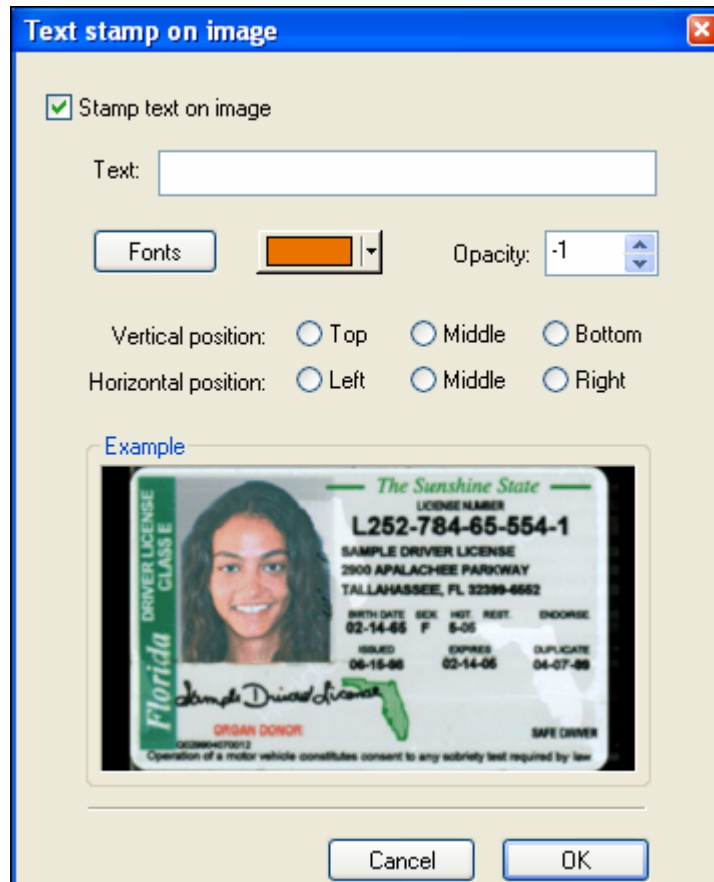 Text stamp on image
Stamp text on image
Text:
Fonts
Opacity: -1
Vertical position: Top Middle Bottom
Horizontal position: Left Middle Right
Example
The Sunshine State
LICENSE NUMBER
L252-784-65-554-1
SAMPLE DRIVER LICENSE
2900 APALACHEE PARKWAY
TALLAHASSEE, FL 32399-6552
BIRTH DATE SEX HGT. REST. ENDORSE
02-14-65 F 5-05
ISSUED EXPIRES DUPLICATE
06-15-98 02-14-05 04-07-99
Florida DRIVER LICENSE
CLASS E
Sample Driver License
ORGAN DONOR
SAFE DRIVER
Operation of a motor vehicle constitutes consent to any sobriety test required by law
Cancel OK